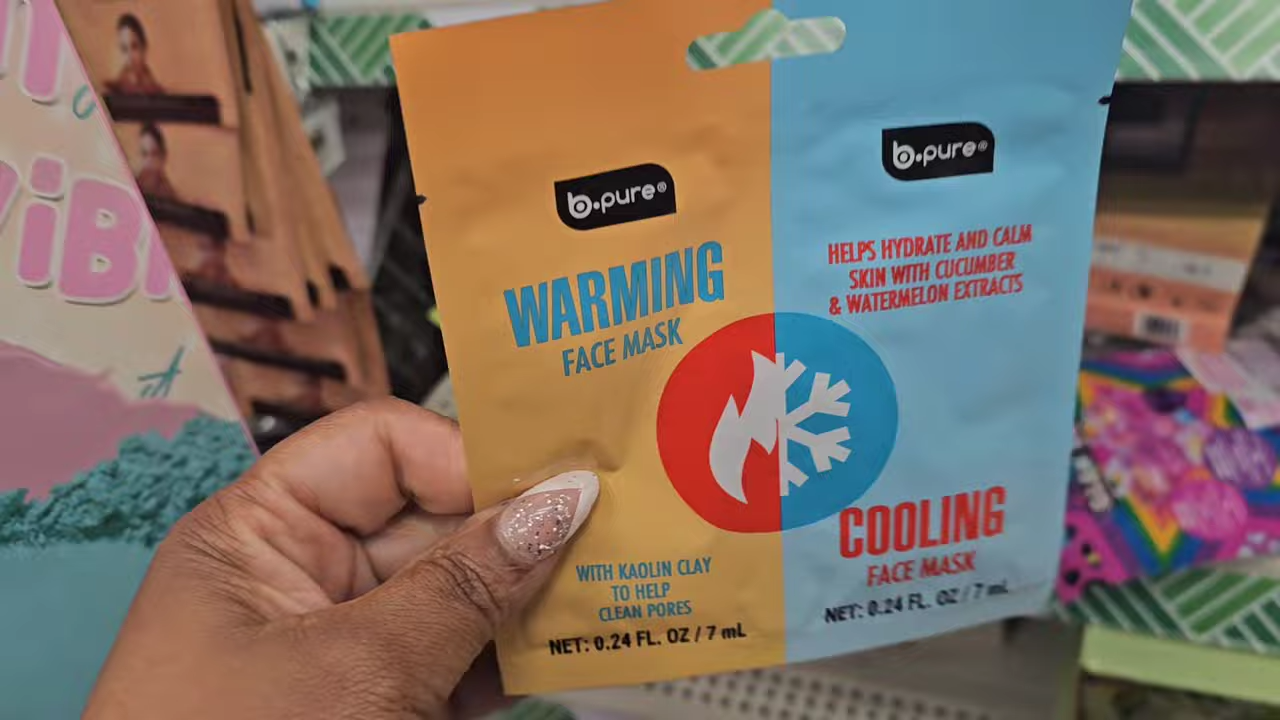 b.pure®
WARMING
FACE MASK
WITH KAOLIN CLAY
TO HELP
CLEAN PORES
NET: 0.24 FL. OZ / 7 mL
b.pure®
HELPS HYDRATE AND CALM
SKIN WITH CUCUMBER
& WATERMELON EXTRACTS
COOLING
FACE MASK
NET: 0.24 FL. OZ / 7 mL